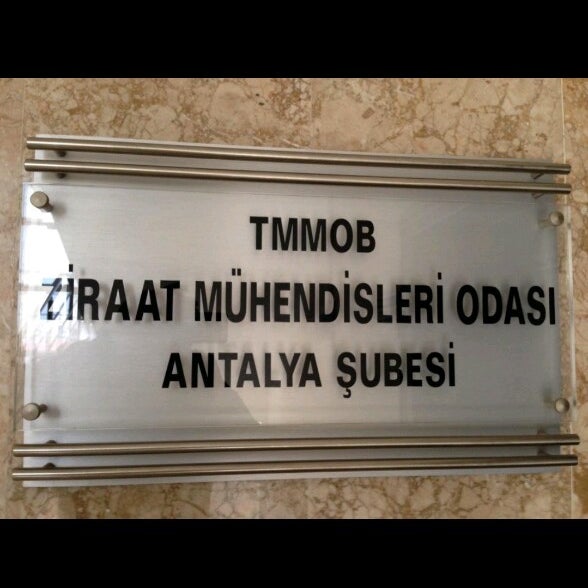 TMMOB
ZİRAAT MÜHENDİSLERİ ODASI
ANTALYA ŞUBESİ